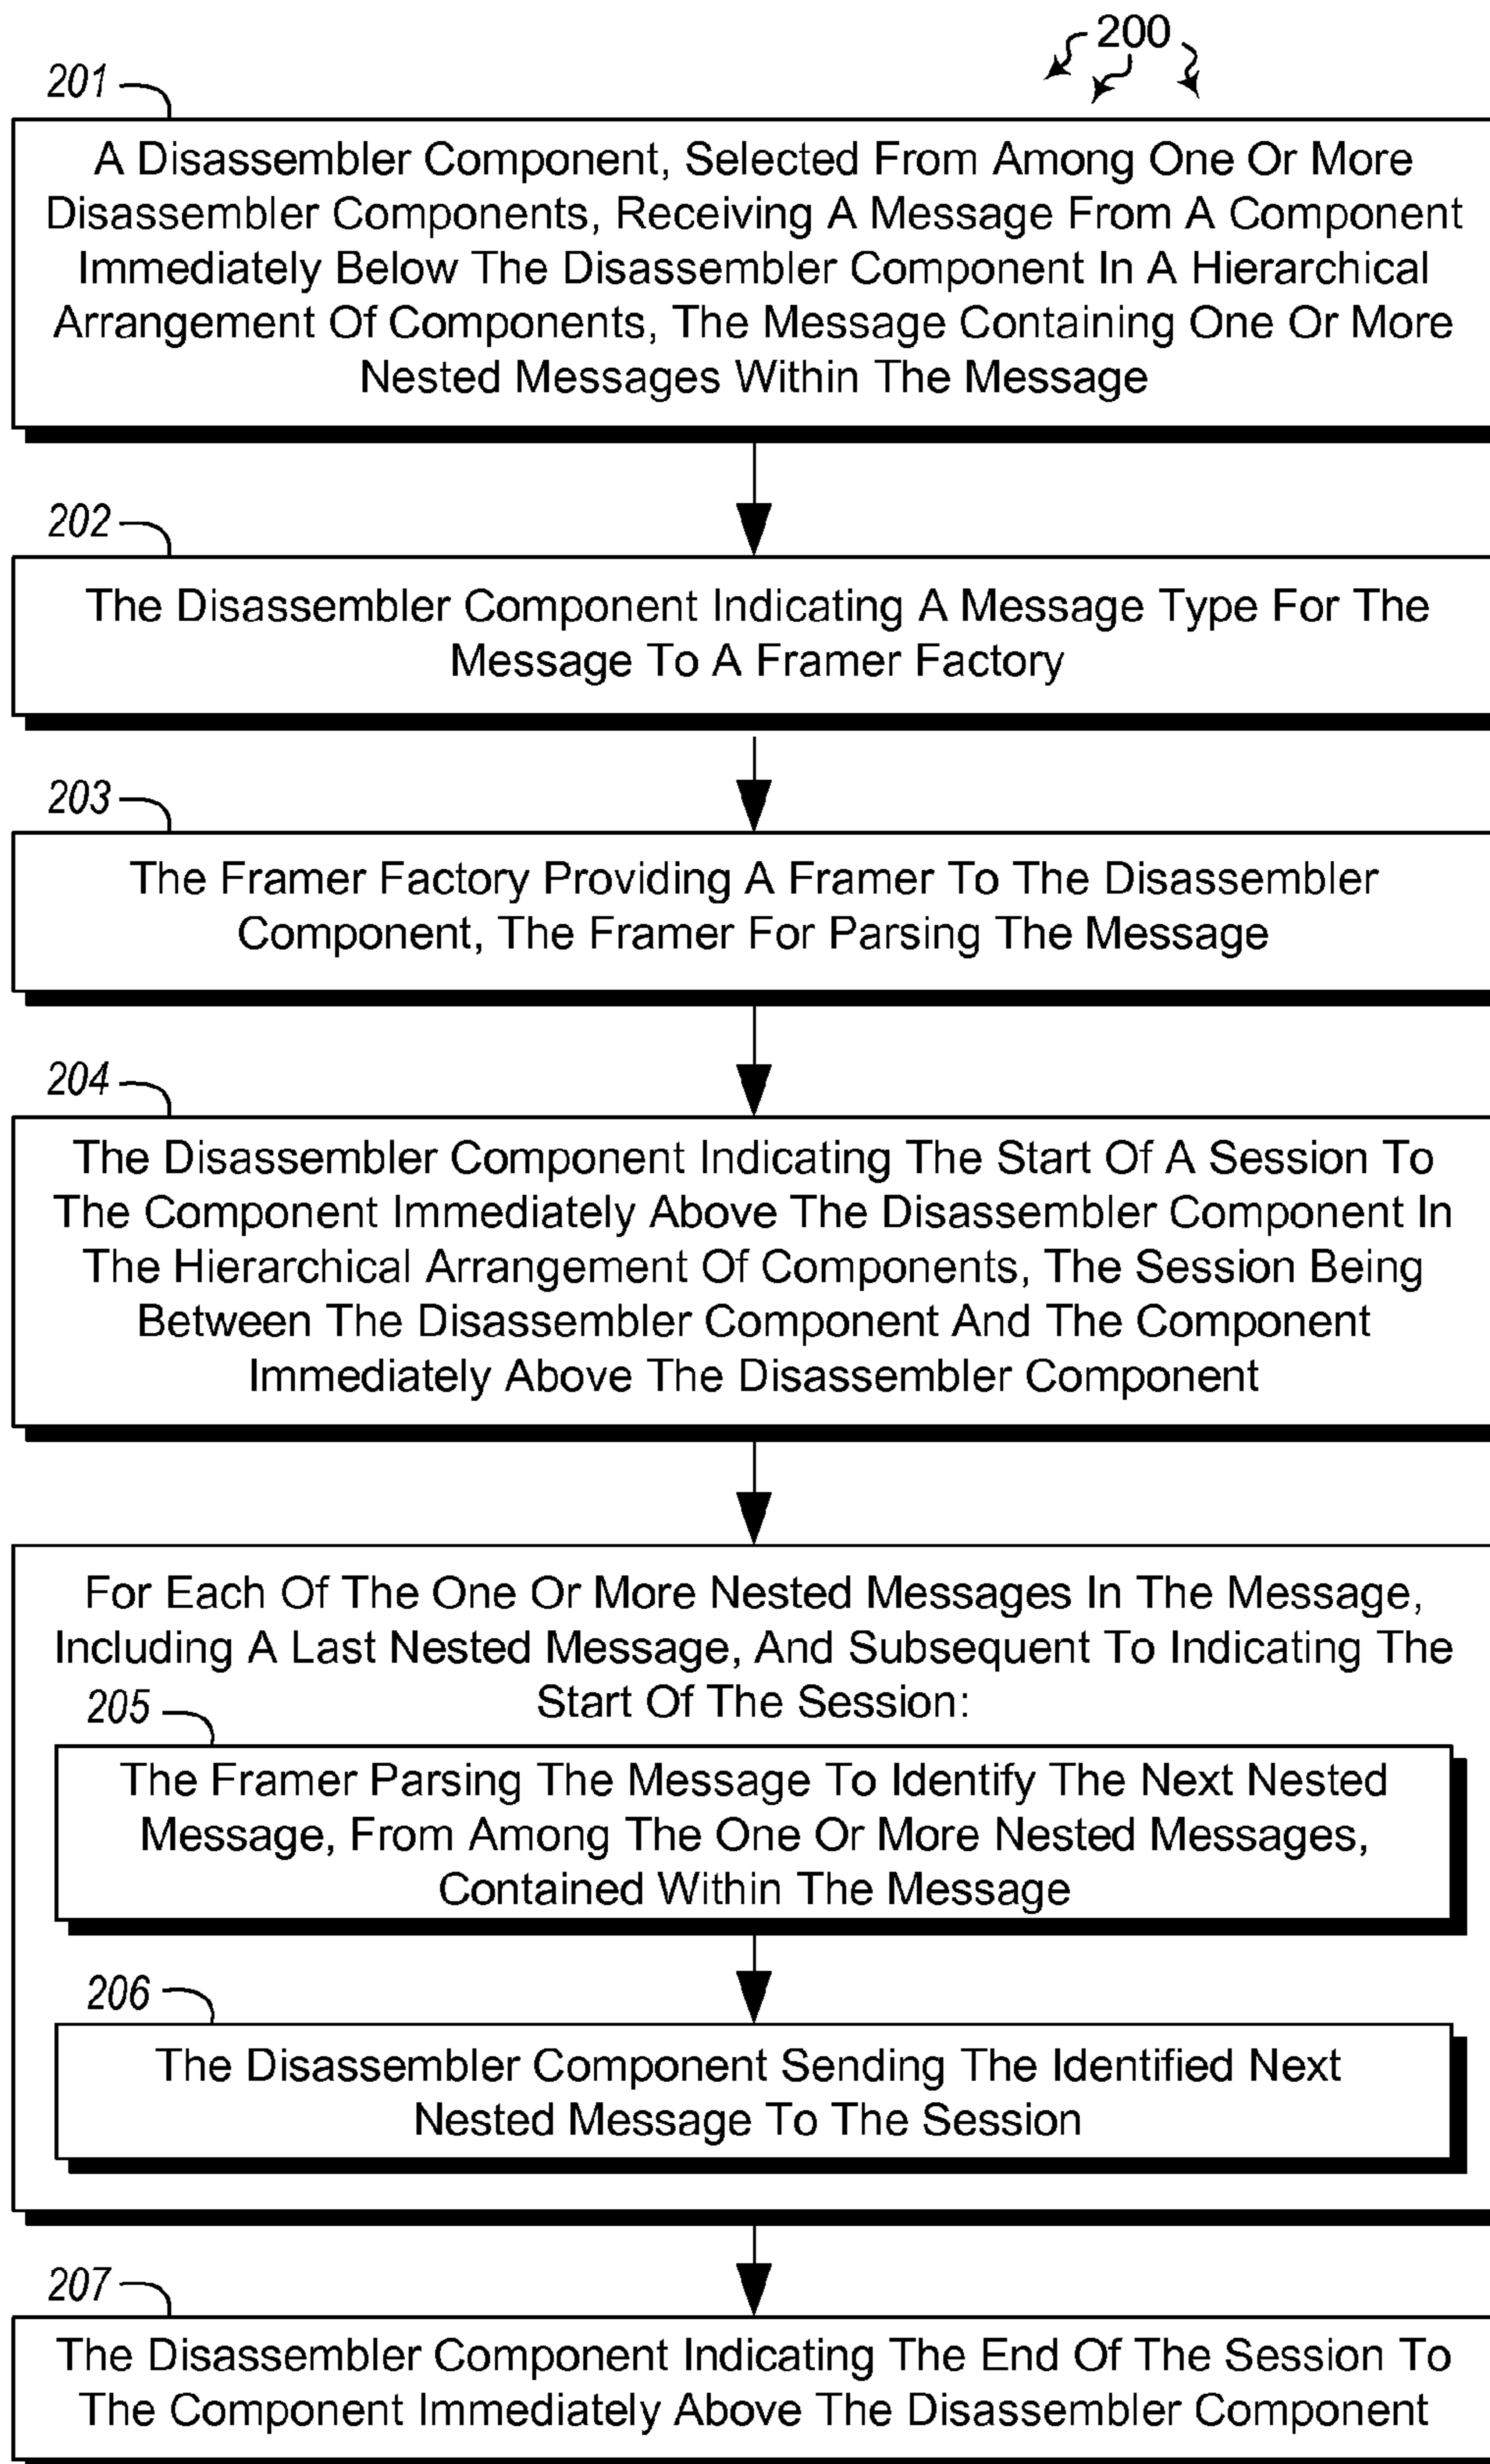 200
201
A Disassembler Component, Selected From Among One Or More
Disassembler Components, Receiving A Message From A Component
Immediately Below The Disassembler Component In A Hierarchical
Arrangement Of Components, The Message Containing One Or More
Nested Messages Within The Message
202
The Disassembler Component Indicating A Message Type For The
Message To A Framer Factory
203
The Framer Factory Providing A Framer To The Disassembler
Component, The Framer For Parsing The Message
204
The Disassembler Component Indicating The Start Of A Session To
The Component Immediately Above The Disassembler Component In
The Hierarchical Arrangement Of Components, The Session Being
Between The Disassembler Component And The Component
Immediately Above The Disassembler Component
For Each Of The One Or More Nested Messages In The Message,
Including A Last Nested Message, And Subsequent To Indicating The
Start Of The Session:
205
The Framer Parsing The Message To Identify The Next Nested
Message, From Among The One Or More Nested Messages,
Contained Within The Message
206
The Disassembler Component Sending The Identified Next
Nested Message To The Session
207
The Disassembler Component Indicating The End Of The Session To
The Component Immediately Above The Disassembler Component